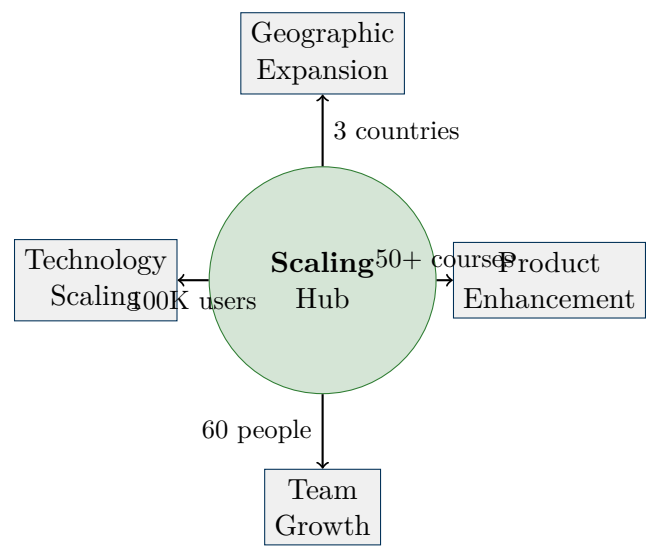 Geographic
Expansion
3 countries
Technology
Scaling
100K users
Scaling
Hub
50+ courses
Product
Enhancement
60 people
Team
Growth